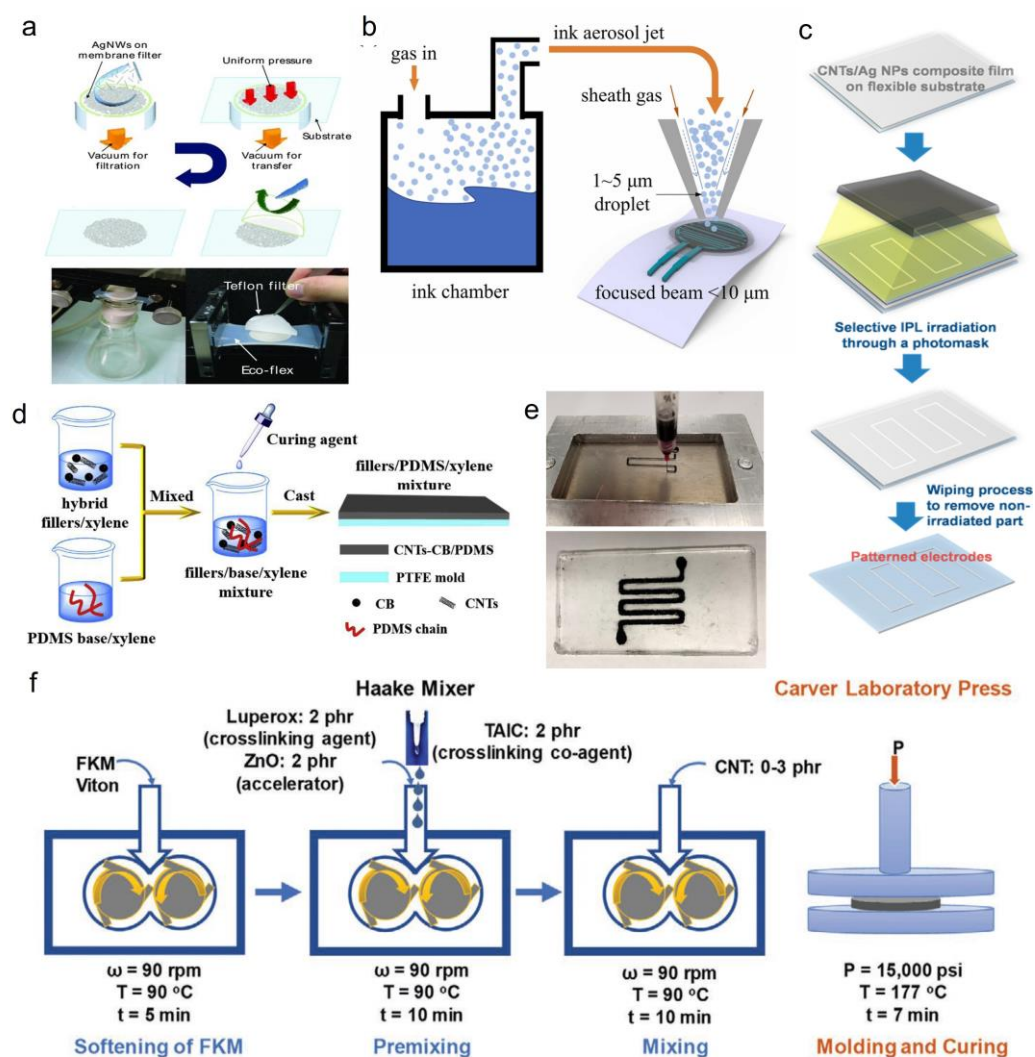 a
AgNWs on
membrane filter
Uniform pressure
Substrate
Vacuum for
filtration
Vacuum for
transfer
Teflon filter
Eco-flex
b
gas in
ink aerosol jet
sheath gas
1~5 μm
droplet
ink chamber
focused beam <10 μm
c
CNTs/Ag NPs composite film
on flexible substrate
Selective IPL irradiation
through a photomask
Wiping process
to remove non-
irradiated part
Patterned electrodes
d
Curing agent
hybrid
fillers/xylene
Mixed
Cast
fillers/PDMS/xylene
mixture
fillers/base/xylene
mixture
PDMS base/xylene
CNTs-CB/PDMS
PTFE mold
CB
CNTs
PDMS chain
e
f
Haake Mixer
Carver Laboratory Press
FKM
Viton
Luperox: 2 phr
(crosslinking agent)
ZnO: 2 phr
(accelerator)
TAIC: 2 phr
(crosslinking co-agent)
CNT: 0-3 phr
P
ω = 90 rpm
T = 90 °C
t = 5 min
Softening of FKM
ω = 90 rpm
T = 90 °C
t = 10 min
Premixing
ω = 90 rpm
T = 90 °C
t = 10 min
Mixing
P = 15,000 psi
T = 177 °C
t = 7 min
Molding and Curing